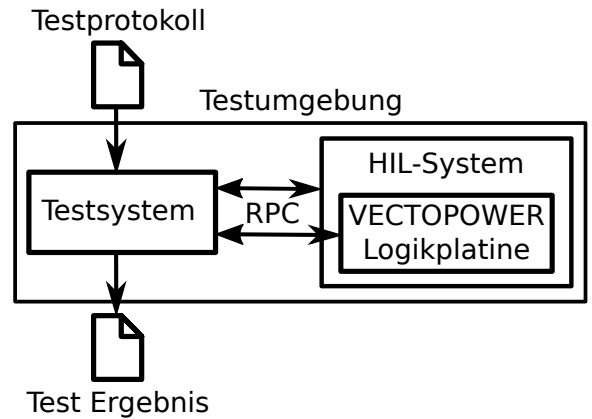 Testprotokoll
Testumgebung
HIL-System
Testsystem
RPC
VECTOPOWER
Logikplatine
Test Ergebnis